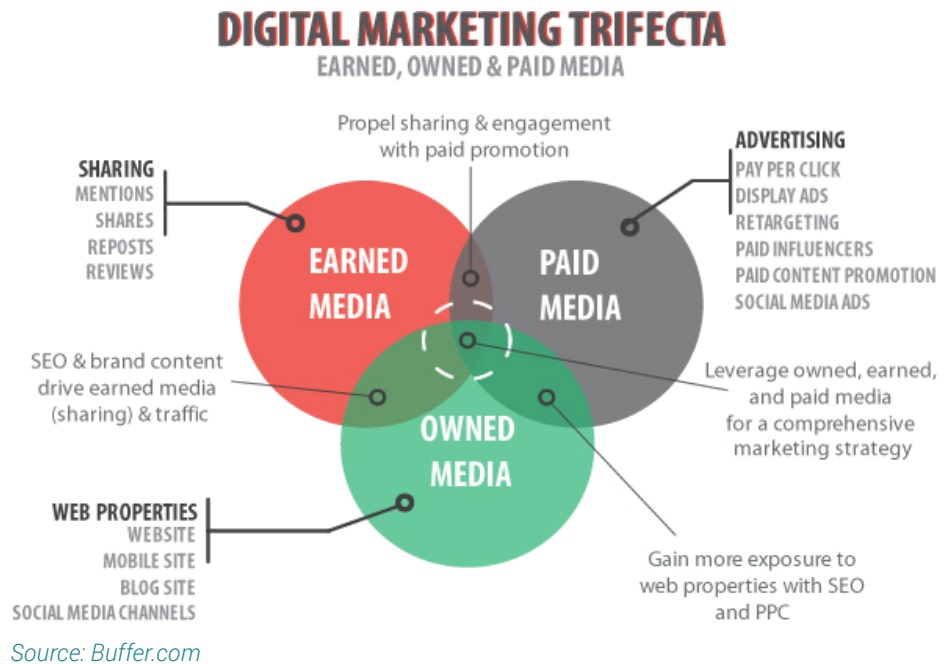 DIGITAL MARKETING TRIFECTA
EARNED, OWNED & PAID MEDIA
Propel sharing & engagement
with paid promotion
SHARING
MENTIONS
SHARES
REPOSTS
REVIEWS
ADVERTISING
PAY PER CLICK
DISPLAY ADS
RETARGETING
PAID INFLUENCERS
PAID CONTENT PROMOTION
SOCIAL MEDIA ADS
EARNED
MEDIA
PAID
MEDIA
SEO & brand content
drive earned media
(sharing) & traffic
Leverage owned, earned,
and paid media
for a comprehensive
marketing strategy
OWNED
MEDIA
WEB PROPERTIES
WEBSITE
MOBILE SITE
BLOG SITE
SOCIAL MEDIA CHANNELS
Gain more exposure to
web properties with SEO
and PPC
Source: Buffer.com